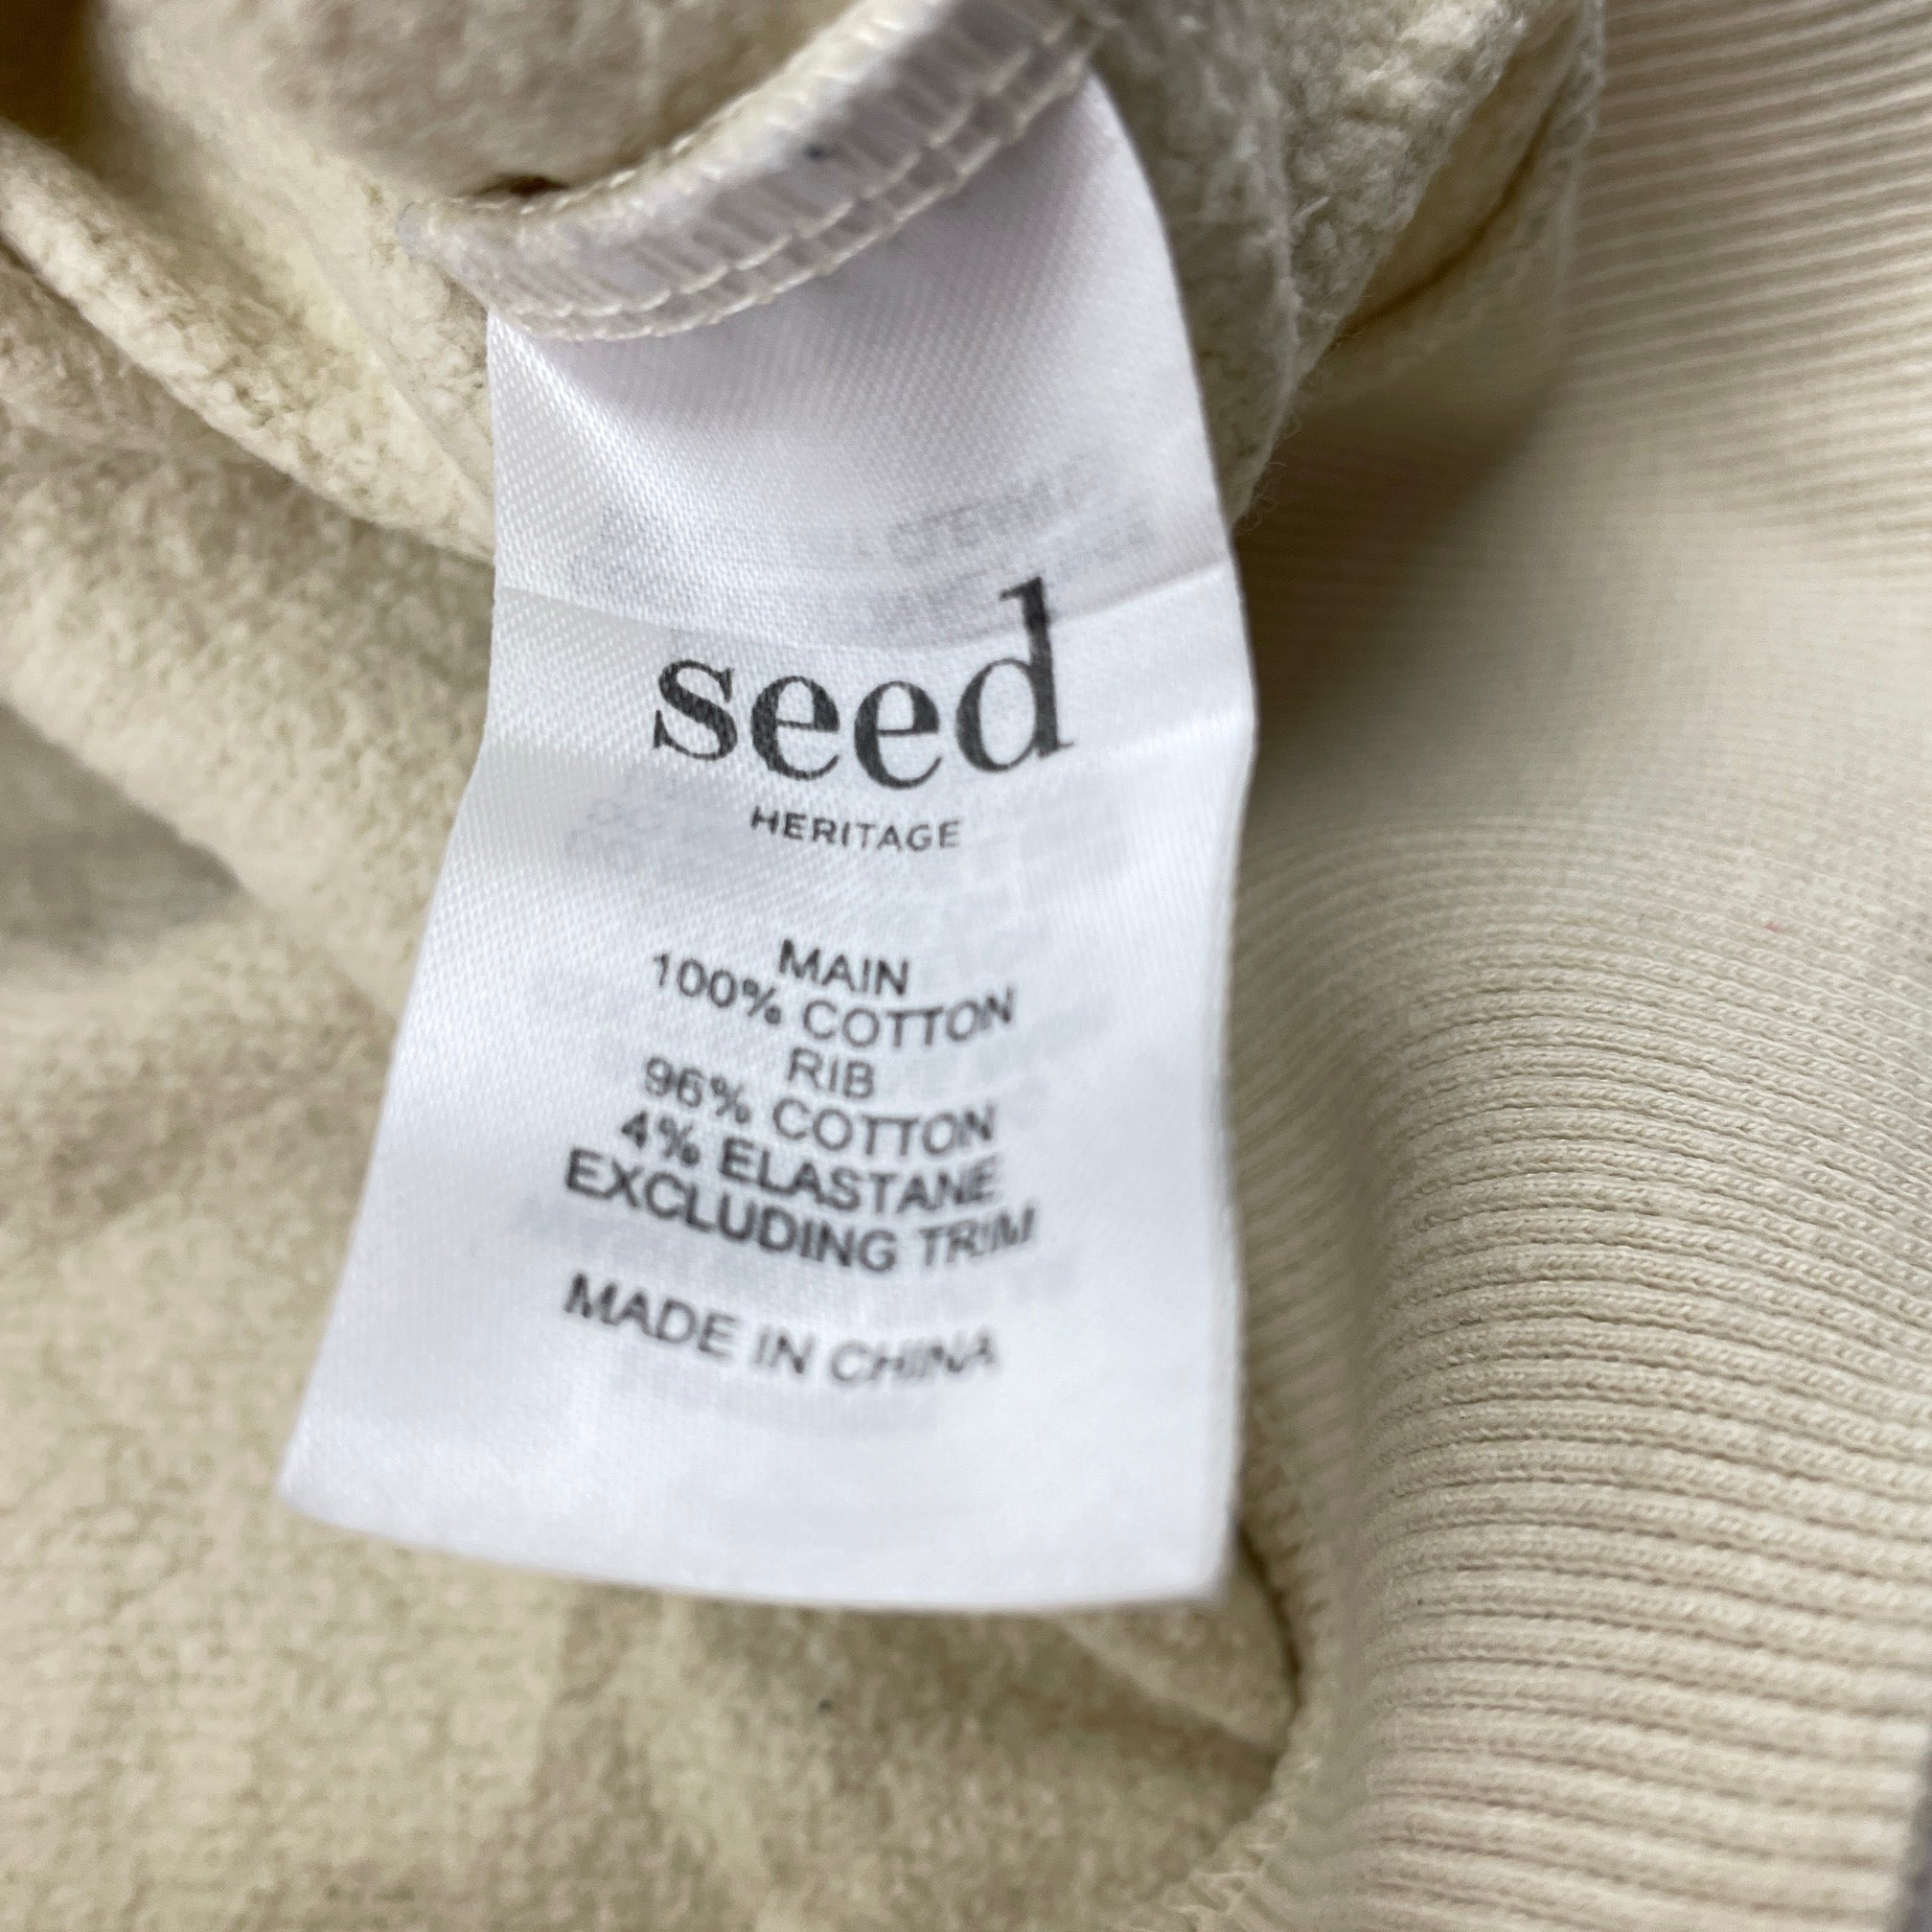 seed
HERITAGE
MAIN
100% COTTON
RIB
96% COTTON
4% ELASTANE
EXCLUDING TRIM
MADE IN CHINA